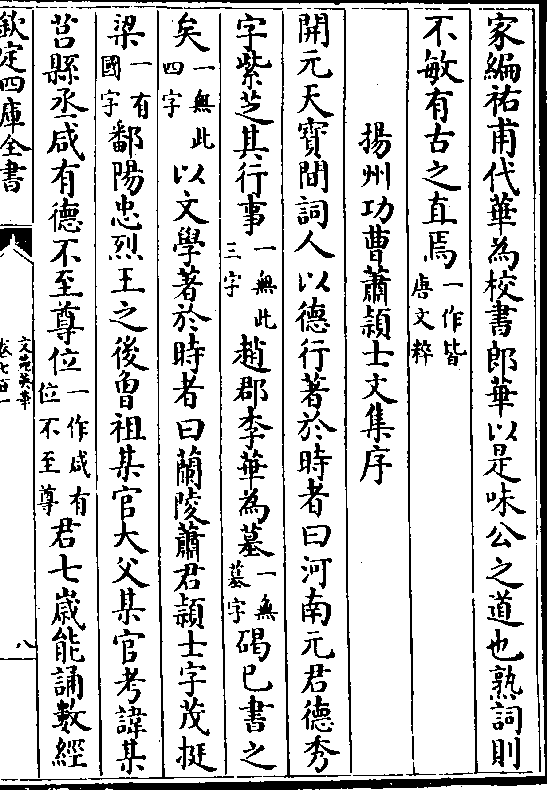 家編祐甫代華為校書郎華以是味公之道也熟詞則
不敏有古之直焉一作皆唐文粹
揚州功曹蕭頴士文集序
開元天寶間詞人以德行著於時者曰河南元君德秀
字紫芝其行事一無此三字趙郡李華為墓一無墓字碣已書之
矣一無此四字以文學著於時者曰蘭陵蕭君頴士字茂挺
梁一有國字鄱陽忠烈王之後曾祖某官大父某官考諱某
莒縣丞咸有德不至尊位一作咸有位不至尊君七歲能誦數經
欽定四庫全書
文苑英華
卷七百一
八